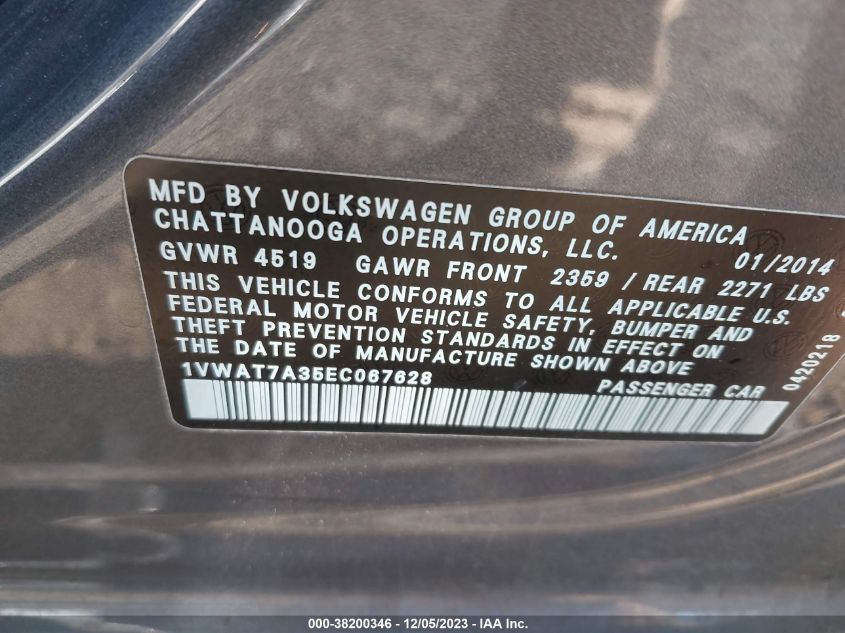 MFD BY VOLKSWAGEN GROUP OF AMERICA
CHATTANOOGA OPERATIONS, LLC.
01/2014
GVWR 4519 GAWR FRONT 2359 / REAR 2271 LBS
THIS VEHICLE CONFORMS TO ALL APPLICABLE U.S.
FEDERAL MOTOR VEHICLE SAFETY, BUMPER AND
THEFT PREVENTION STANDARDS IN EFFECT ON
THE DATE OF MANUFACTURE SHOWN ABOVE
1VWAT7A35EC067628
PASSENGER CAR
0420218
000-38200346 - 12/05/2023 - IAA Inc.